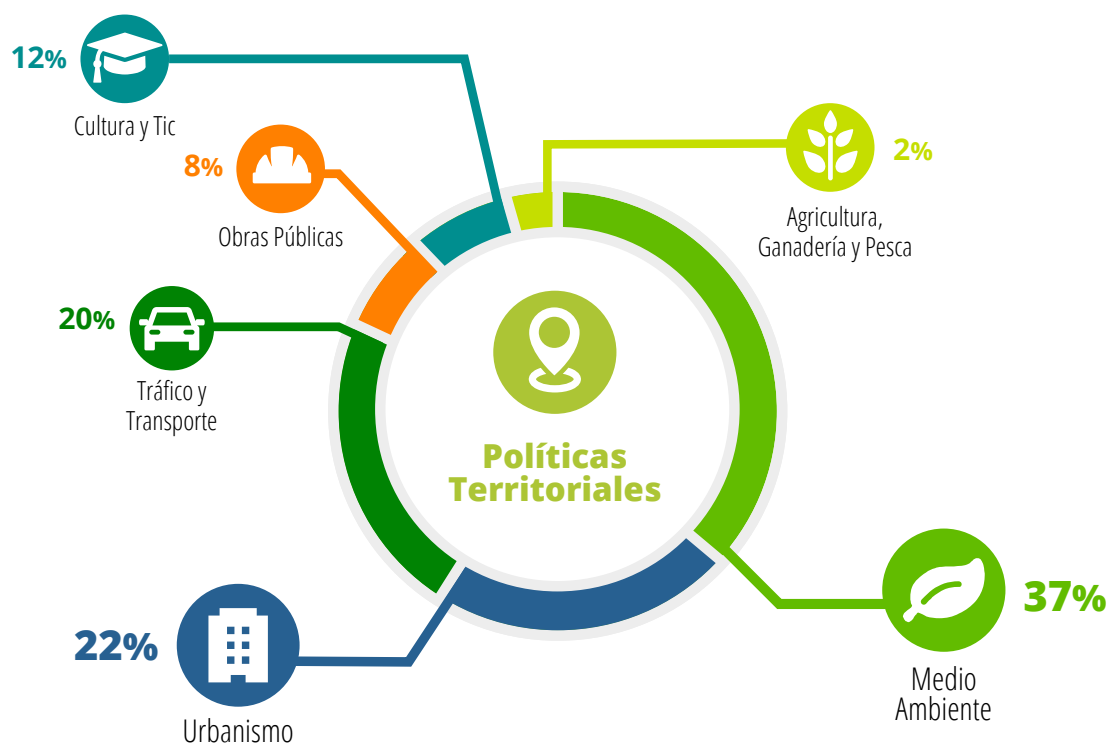 12%
Cultura y Tic
8%
Obras Públicas
2%
Agricultura,
Ganadería y Pesca
20%
Tráfico y
Transporte
Políticas
Territoriales
37%
Medio
Ambiente
22%
Urbanismo